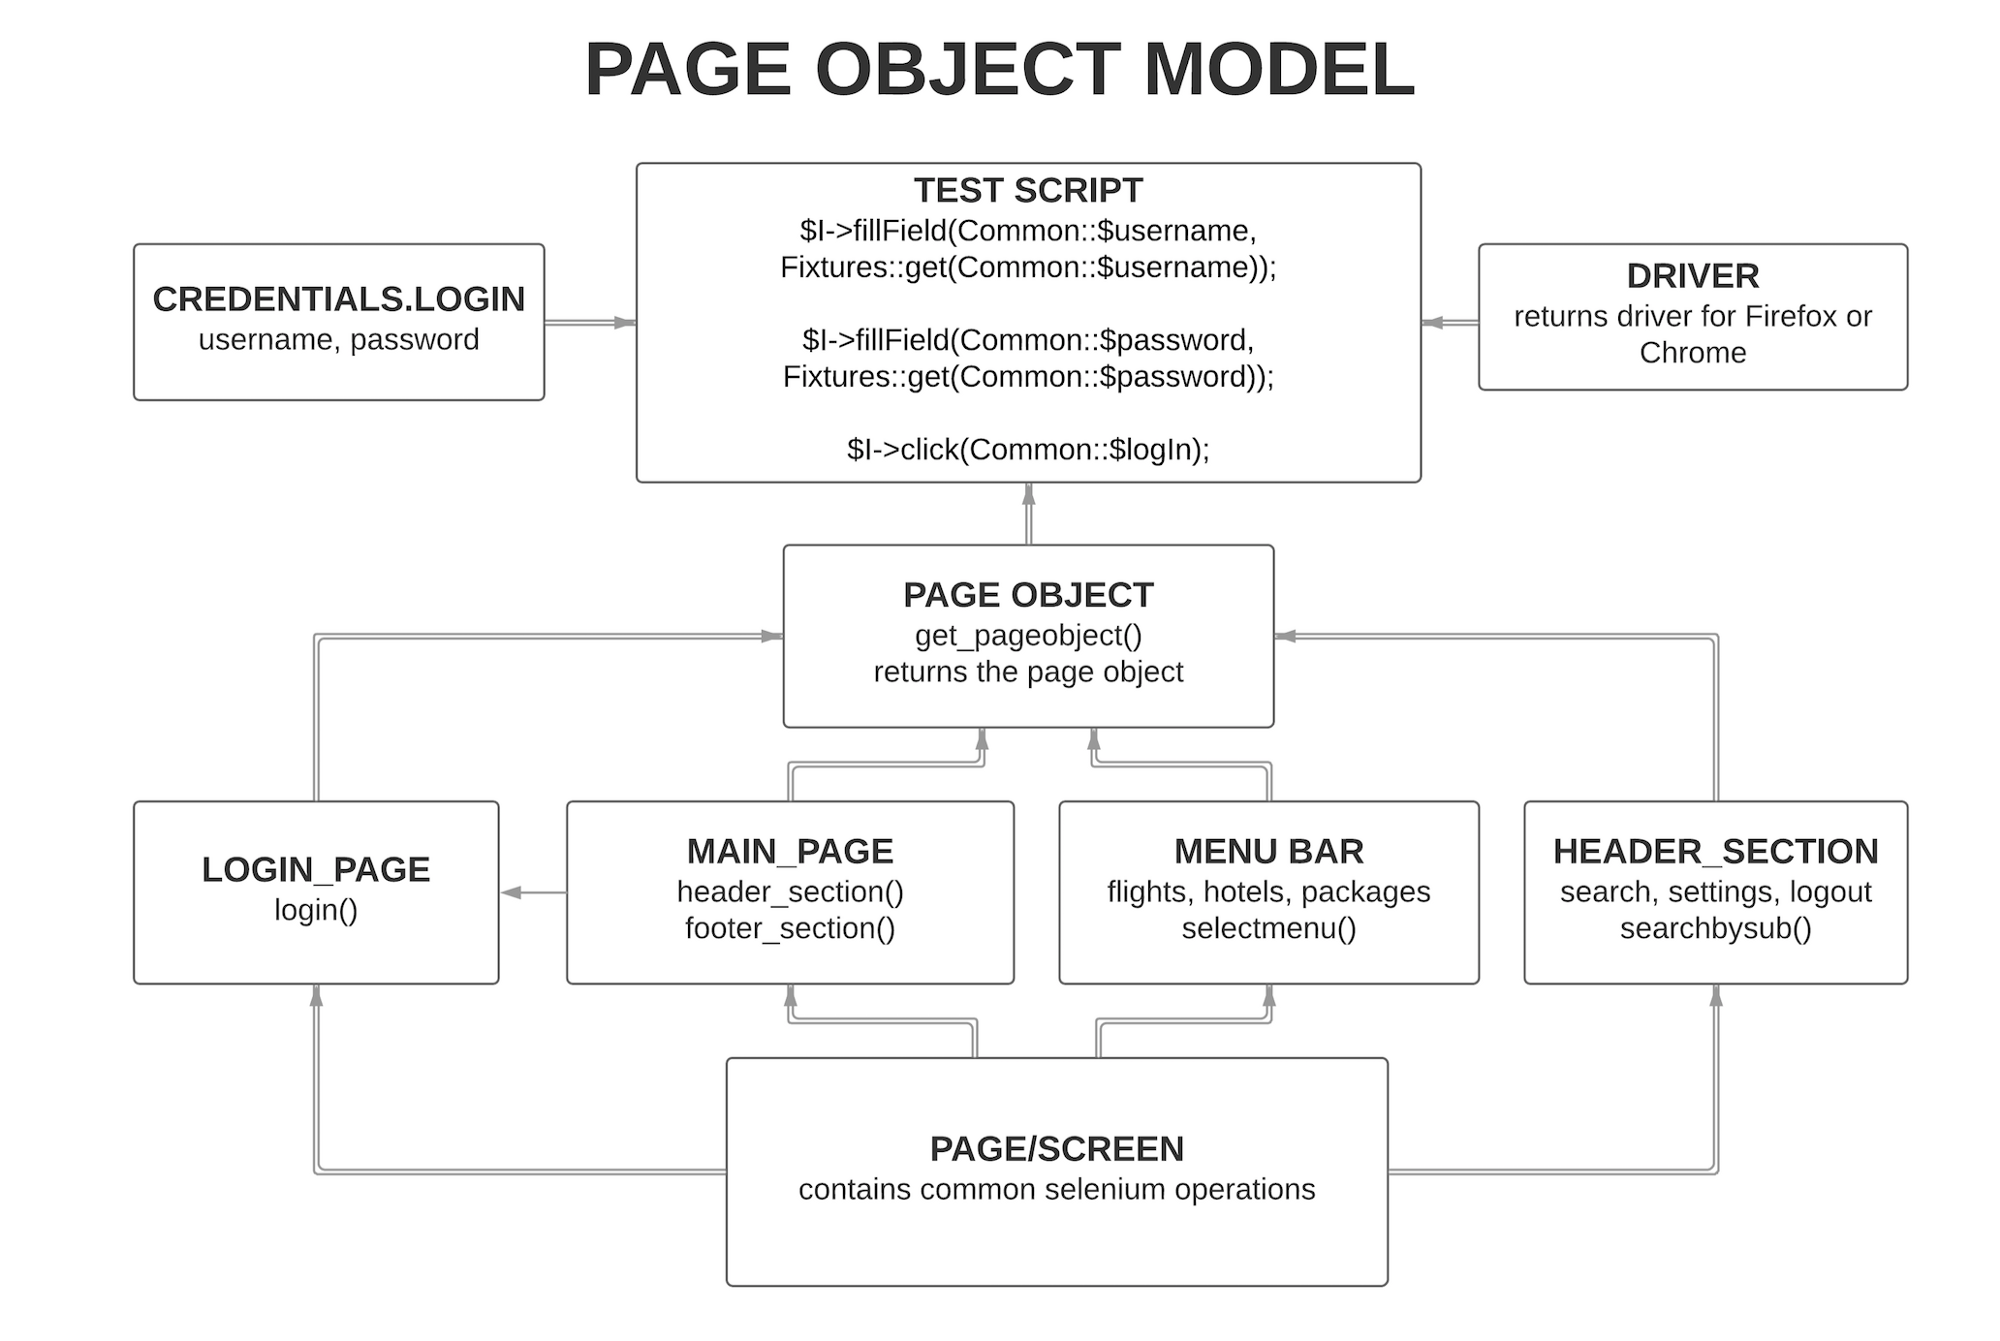 PAGE OBJECT MODEL
TEST SCRIPT
$I->fillField(Common::$username,
Fixtures::get(Common::$username));
$I->fillField(Common::$password,
Fixtures::get(Common::$password));
$I->click(Common::$logIn);
CREDENTIALS.LOGIN
username, password
DRIVER
returns driver for Firefox or
Chrome
PAGE OBJECT
get_pageobject()
returns the page object
LOGIN_PAGE
login()
MAIN_PAGE
header_section()
footer_section()
MENU BAR
flights, hotels, packages
selectmenu()
HEADER_SECTION
search, settings, logout
searchbysub()
PAGE/SCREEN
contains common selenium operations